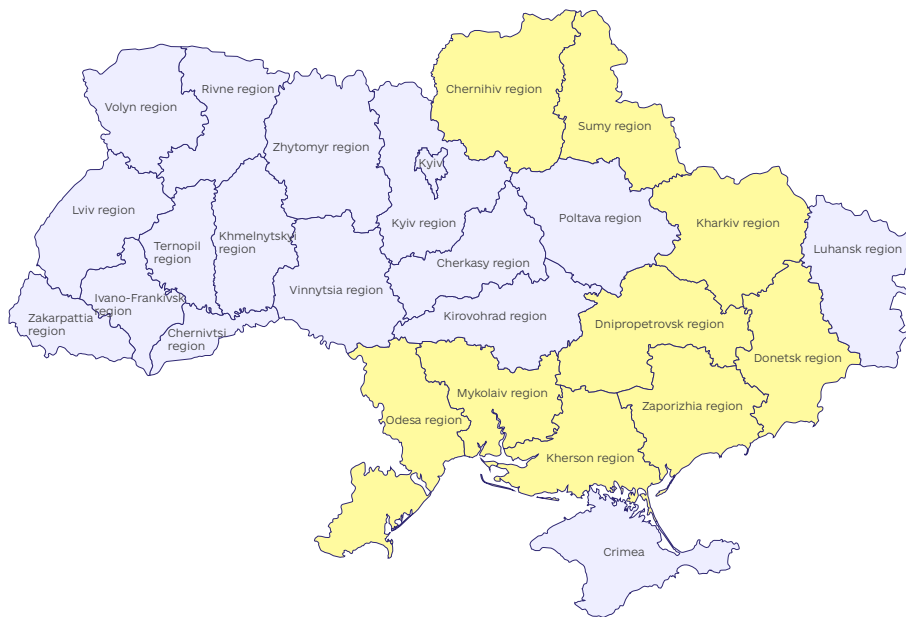 Chernihiv region
Rivne region
Volyn region
Sumy region
Zhytomyr region
Kyiv
Lviv region
Poltava region
Kyiv region
Kharkiv region
Khmelnytsky
region
Ternopil
region
Luhansk region
Cherkasy region
Vinnytsia region
Ivano-Frankivsk
region
Kirovohrad region
Zakarpattia
region
Dnipropetrovsk region
Chernivtsi
region
Donetsk region
Mykolaiv region
Zaporizhia region
Odesa region
Kherson region
Crimea